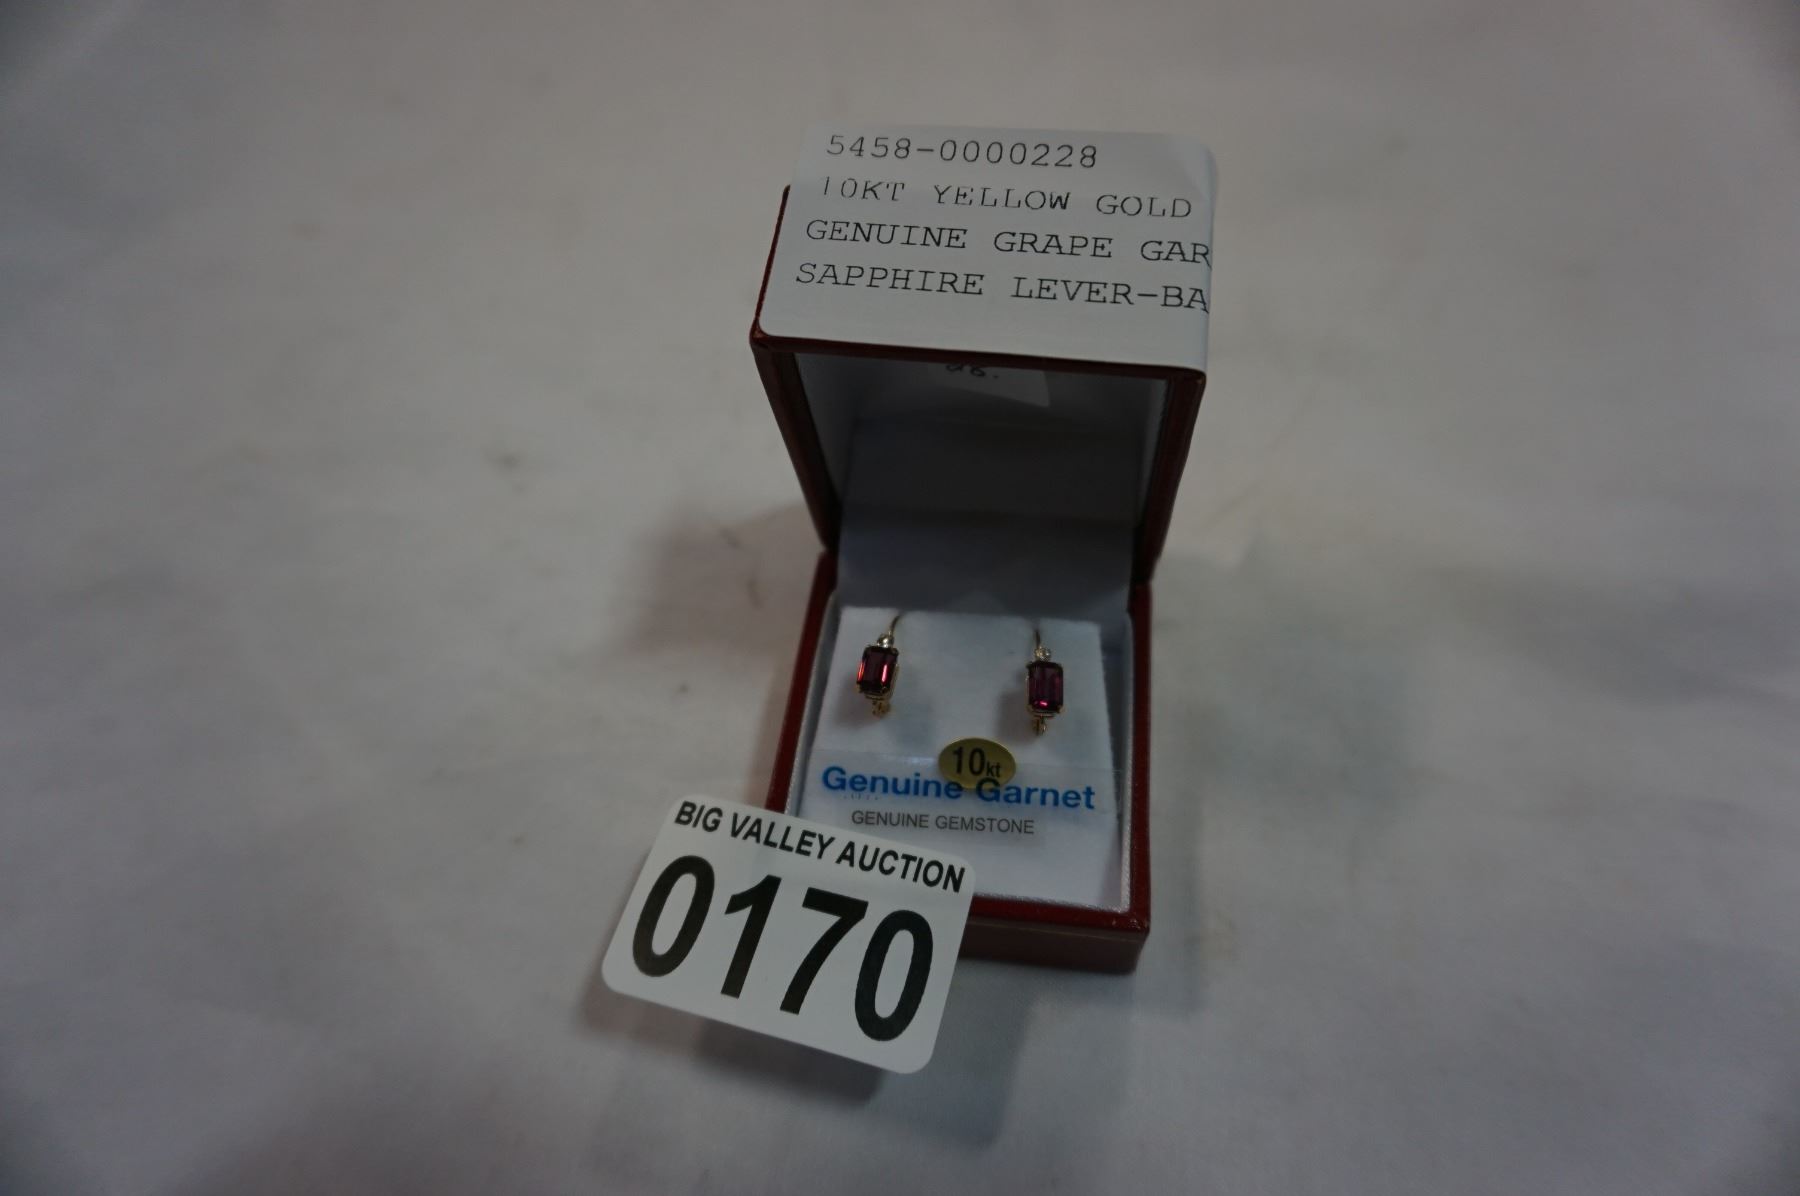 5458-0000228
10KT YELLOW GOLD
GENUINE GRAPE GAR
SAPPHIRE LEVER-BA
10kt
Genuine Garnet
GENUINE GEMSTONE
BIG VALLEY AUCTION
0170